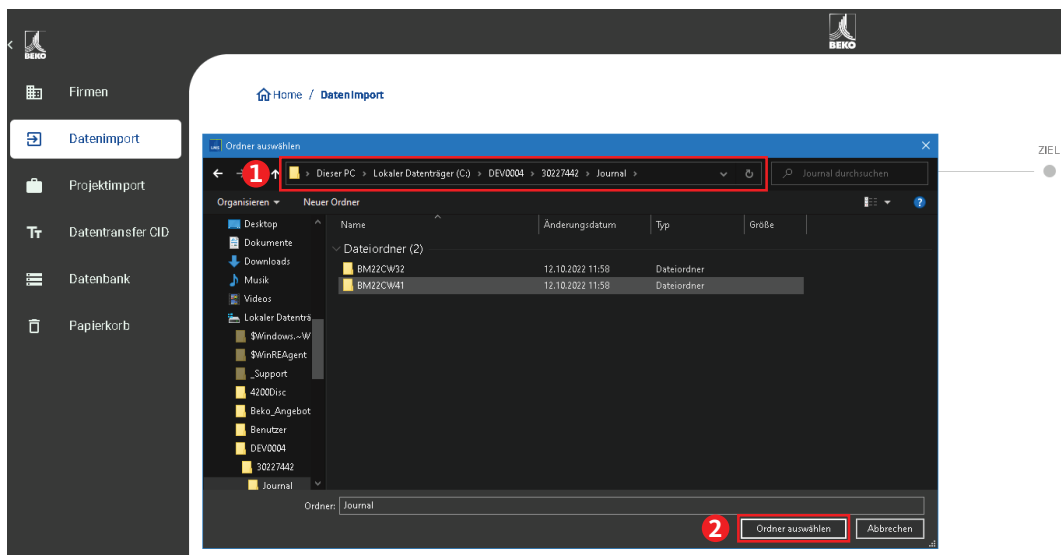 BEKO
BEKO
Firmen
Home / Datenimport
Datenimport
Ordner auswählen
ZIEL
1
Dieser PC > Lokaler Datenträger (C:) > DEV0004 > 30227442 > Journal >
Journal durchsuchen
Projektimport
Organisieren
Neuer Ordner
Desktop
Name
Änderungsdatum
Typ
Größe
Datentransfer CID
Dokumente
Dateiordner (2)
Downloads
BM22CW32
12.10.2022 11:58
Dateiordner
Datenbank
Musik
BM22CW41
12.10.2022 11:58
Dateiordner
Videos
Papierkorb
Lokaler Datenträ
$Windows.~W
$WinREAgent
_Support
4200Disc
Beko_Angebot
Benutzer
DEV0004
30227442
Journal
Ordner: Journal
2
Ordner auswählen
Abbrechen